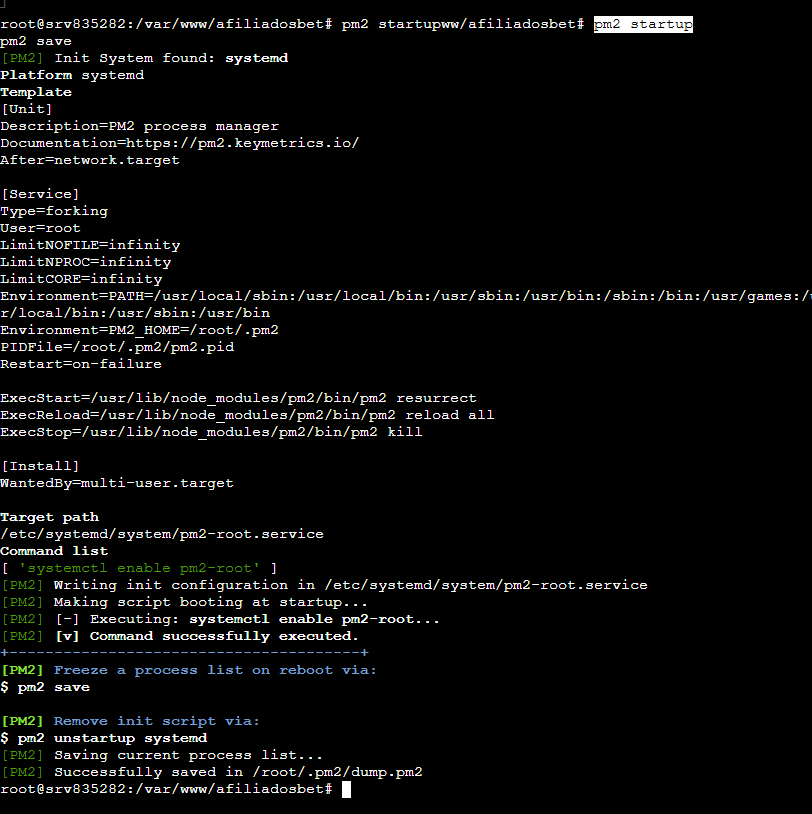 root@srv835282:/var/www/afiliadosbet# pm2 startupww/afiliadosbet# pm2 startup
pm2 save
[PM2] Init System found: systemd
Platform systemd
Template
[Unit]
Description=PM2 process manager
Documentation=https://pm2.keymetrics.io/
After=network.target
[Service]
Type=forking
User=root
LimitNOFILE=infinity
LimitNPROC=infinity
LimitCORE=infinity
Environment=PATH=/usr/local/sbin:/usr/local/bin:/usr/sbin:/usr/bin:/sbin:/bin:/usr/games:/
r/local/bin:/usr/sbin:/usr/bin
Environment=PM2_HOME=/root/.pm2
PIDFile=/root/.pm2/pm2.pid
Restart=on-failure
ExecStart=/usr/lib/node_modules/pm2/bin/pm2 resurrect
ExecReload=/usr/lib/node_modules/pm2/bin/pm2 reload all
ExecStop=/usr/lib/node_modules/pm2/bin/pm2 kill
[Install]
WantedBy=multi-user.target
Target path
/etc/systemd/system/pm2-root.service
Command list
[ 'systemctl enable pm2-root' ]
[PM2] Writing init configuration in /etc/systemd/system/pm2-root.service
[PM2] Making script booting at startup...
[PM2] [-] Executing: systemctl enable pm2-root...
[PM2] [v] Command successfully executed.
+---------------------------------------+
[PM2] Freeze a process list on reboot via:
$ pm2 save
[PM2] Remove init script via:
$ pm2 unstartup systemd
[PM2] Saving current process list...
[PM2] Successfully saved in /root/.pm2/dump.pm2
root@srv835282:/var/www/afiliadosbet#